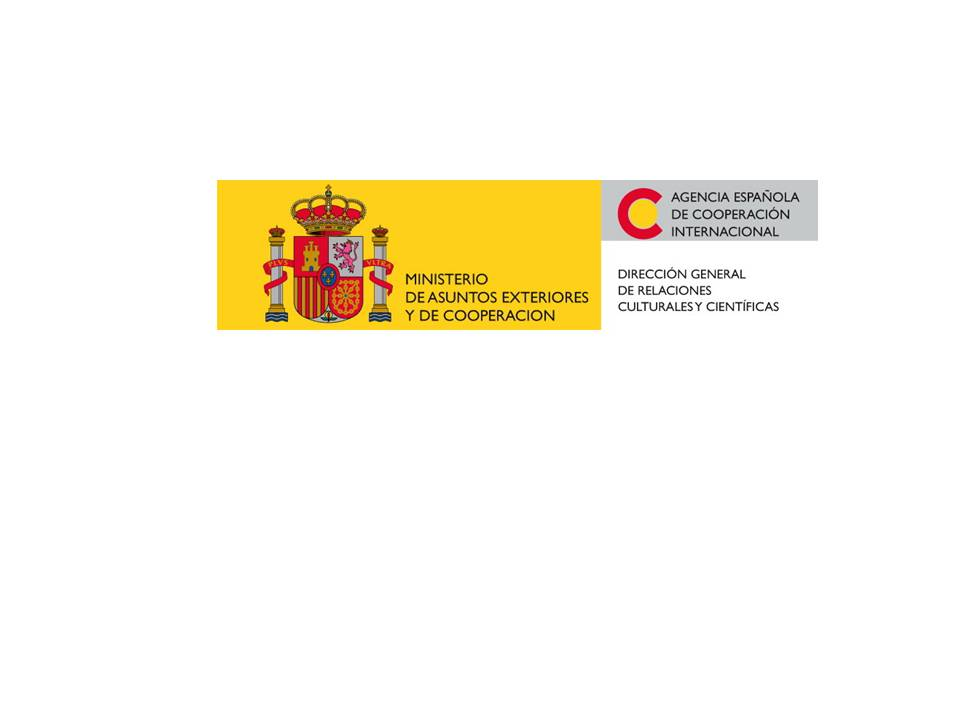 PLVS VLTRA
MINISTERIO
DE ASUNTOS EXTERIORES
Y DE COOPERACION
AGENCIA ESPAÑOLA
DE COOPERACIÓN
INTERNACIONAL
DIRECCIÓN GENERAL
DE RELACIONES
CULTURALES Y CIENTÍFICAS